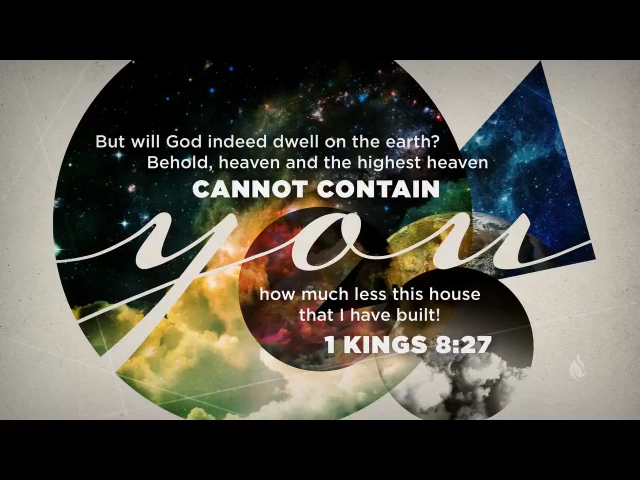 But will God indeed dwell on the earth?
Behold, heaven and the highest heaven
CANNOT CONTAIN
you
how much less this house
that I have built!
1 KINGS 8:27